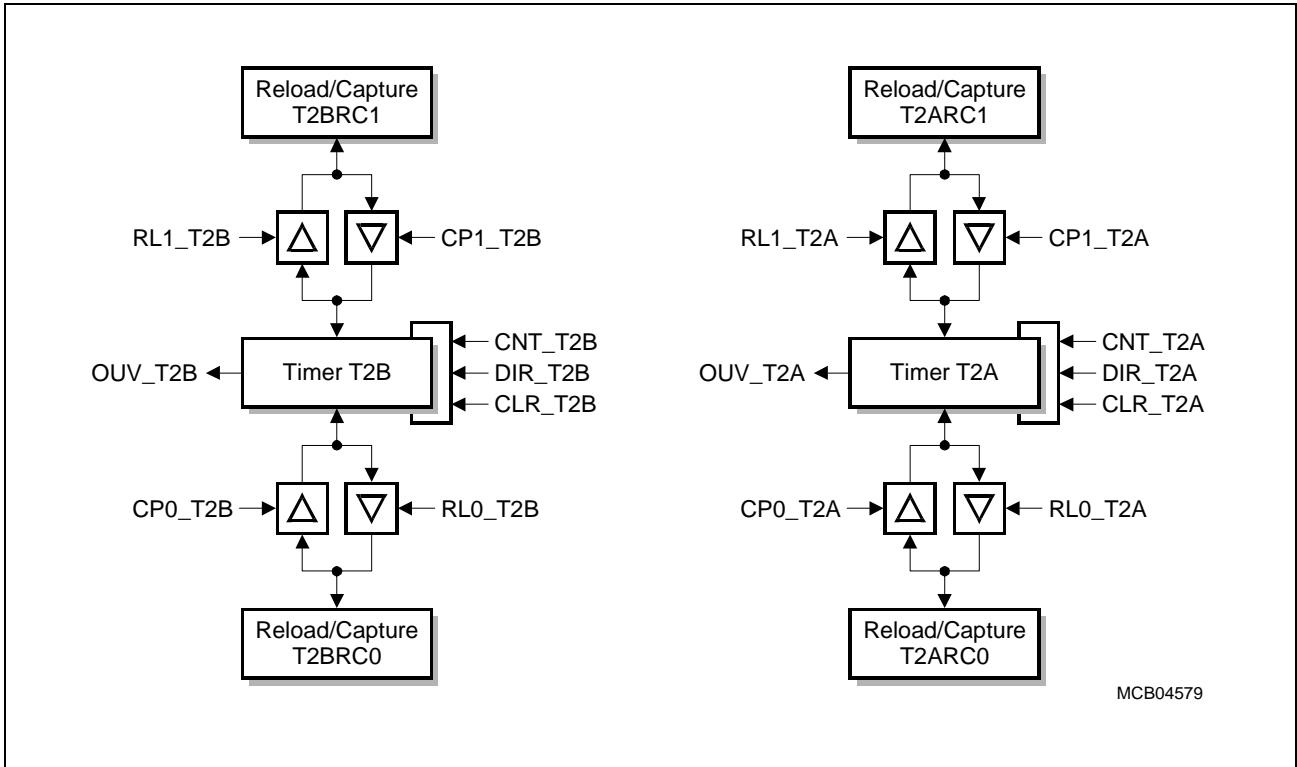 Reload/Capture
T2BRC1
RL1_T2B
CP1_T2B
CNT_T2B
OUV_T2B
Timer T2B
DIR_T2B
CLR_T2B
CP0_T2B
RL0_T2B
Reload/Capture
T2BRC0
Reload/Capture
T2ARC1
RL1_T2A
CP1_T2A
CNT_T2A
OUV_T2A
Timer T2A
DIR_T2A
CLR_T2A
CP0_T2A
RL0_T2A
Reload/Capture
T2ARC0
MCB04579